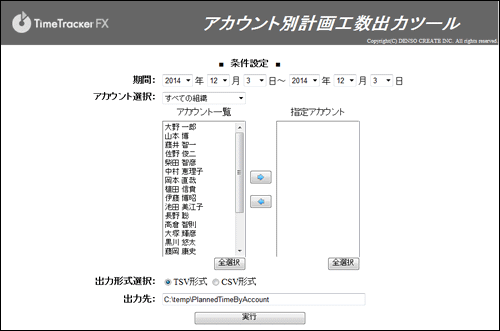 TimeTracker FX
アカウント別計画工数出力ツール
Copyright(C) DENSO CREATE INC. All rights reserved.
■ 条件設定 ■
期間: 2014 年 12 月 3 日～ 2014 年 12 月 3 日
アカウント選択: すべての組織
アカウント一覧 指定アカウント
大野 一郎
山本 博
藤井 智一
佐野 俊二
柴田 智彦
中村 恵理子
岡本 直哉
植田 信貴
伊藤 博昭
池田 美江子
長野 聡
高倉 智則
大塚 輝彦
黒川 悠太
藤岡 康史
全選択 全選択
出力形式選択: TSV形式 CSV形式
出力先: C:\temp\PlannedTimeByAccount
実行